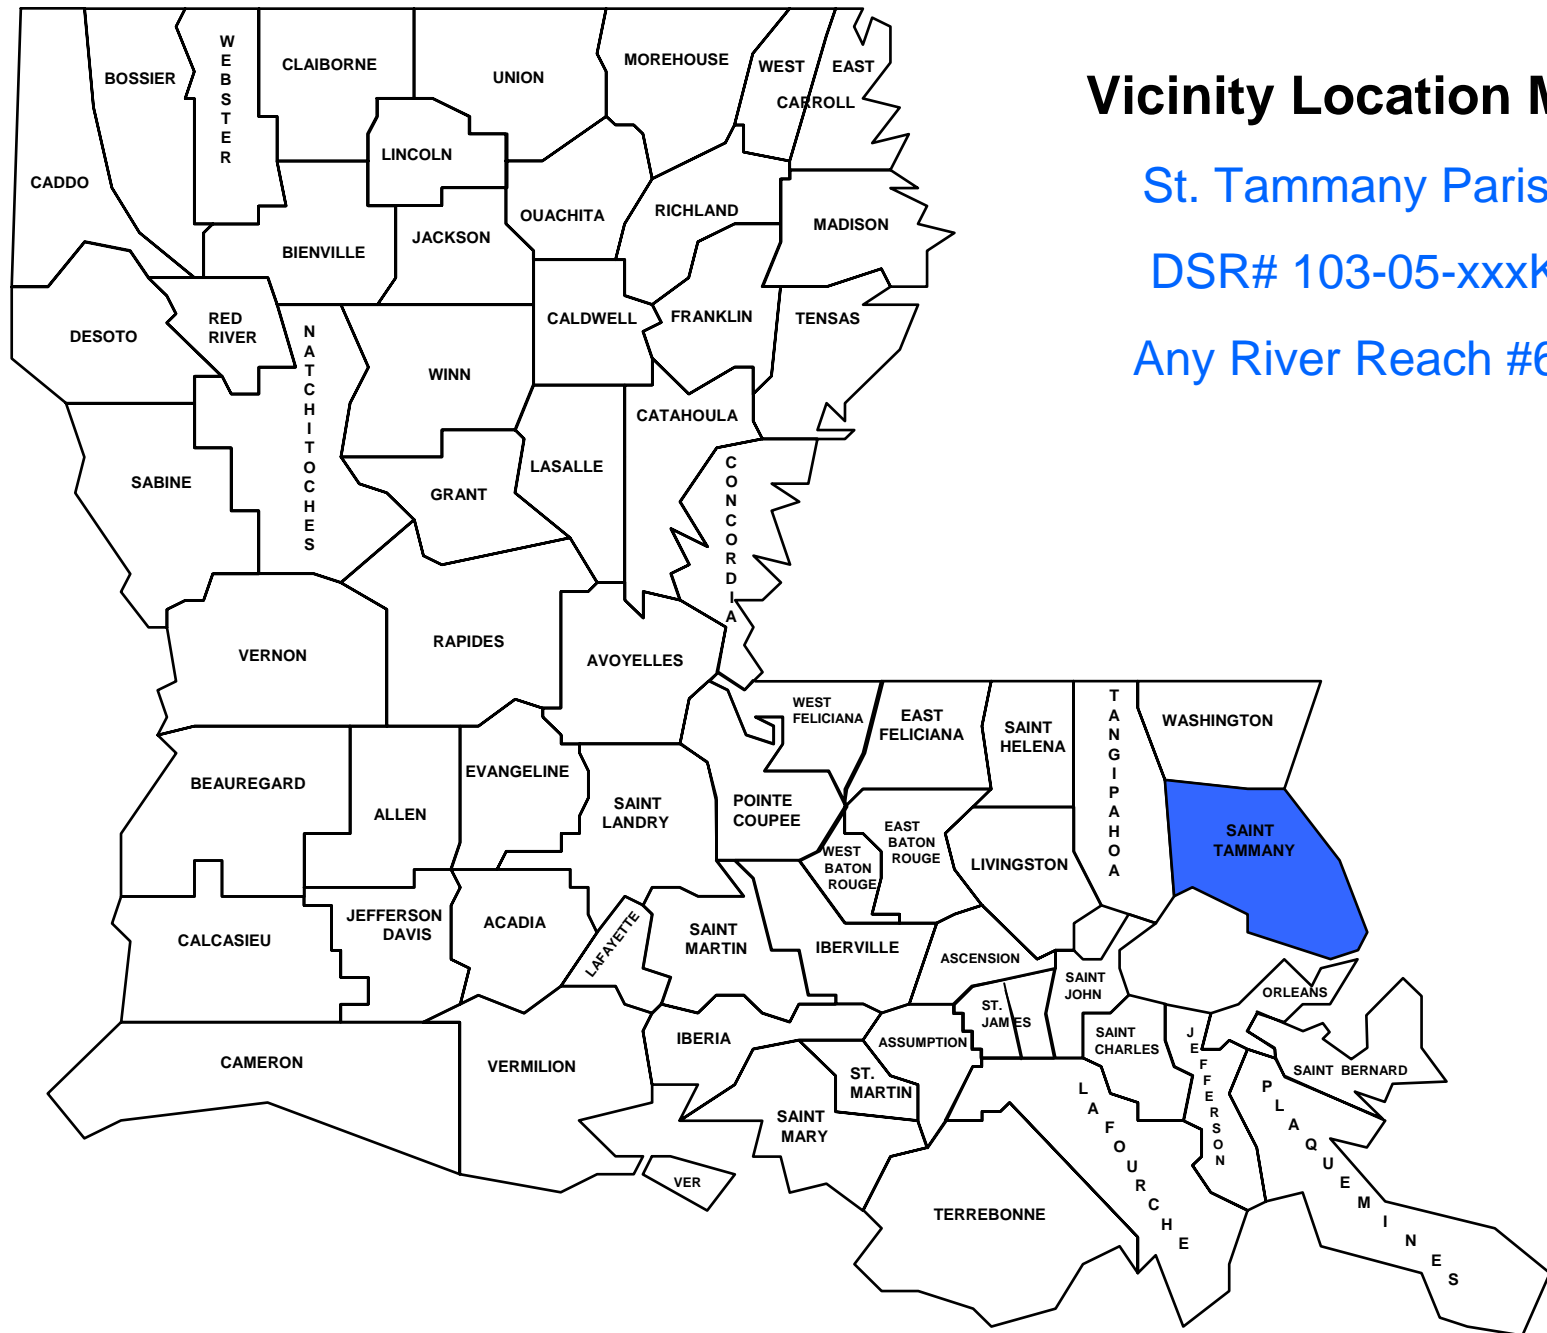 Vicinity Location M
St. Tammany Paris
DSR# 103-05-xxxK
Any River Reach #6
WEBSTER
BOSSIER
CLAIBORNE
UNION
MOREHOUSE
WEST
EAST
CARROLL
LINCOLN
CADDO
OUACHITA
RICHLAND
MADISON
BIENVILLE
JACKSON
DESOTO
RED
RIVER
NATCHITOCHES
WINN
CALDWELL
FRANKLIN
TENSAS
CATAHOULA
SABINE
GRANT
LASALLE
CONCORDIA
VERNON
RAPIDES
AVOYELLES
WEST
FELICIANA
EAST
FELICIANA
SAINT
HELENA
TANGIPAHOA
WASHINGTON
BEAUREGARD
ALLEN
EVANGELINE
SAINT
LANDRY
POINTE
COUPEE
WEST
BATON
ROUGE
EAST
BATON
ROUGE
LIVINGSTON
SAINT
TAMMANY
CALCASIEU
JEFFERSON
DAVIS
ACADIA
LAFAYETTE
SAINT
MARTIN
IBERVILLE
ASCENSION
SAINT
JOHN
ORLEANS
ST.
JAMES
CAMERON
VERMILION
IBERIA
ASSUMPTION
ST.
MARTIN
SAINT
CHARLES
JEFFERSON
SAINT BERNARD
PLAQUEMINES
LAFOURCHE
SAINT
MARY
VER
TERREBONNE